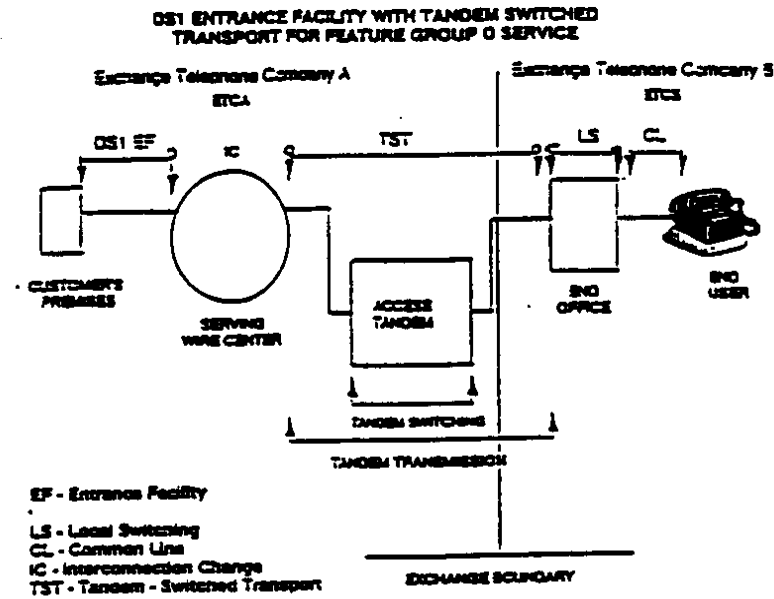 DS1 ENTRANCE FACILITY WITH TANDEM SWITCHED
TRANSPORT FOR FEATURE GROUP D SERVICE
Exchange Telephone Company A
ETCA
Exchange Telephone Company B
ETCB
DS1 EF
IC
TST
LS
CL
CUSTOMER'S
PREMISES
SERVING
WIRE CENTER
ACCESS
TANDEM
END
OFFICE
END
USER
TANDEM SWITCHING
TANDEM TRANSMISSION
EF - Entrance Facility
LS - Local Switching
CL - Common Line
IC - Interconnection Charge
TST - Tandem - Switched Transport
EXCHANGE BOUNDARY